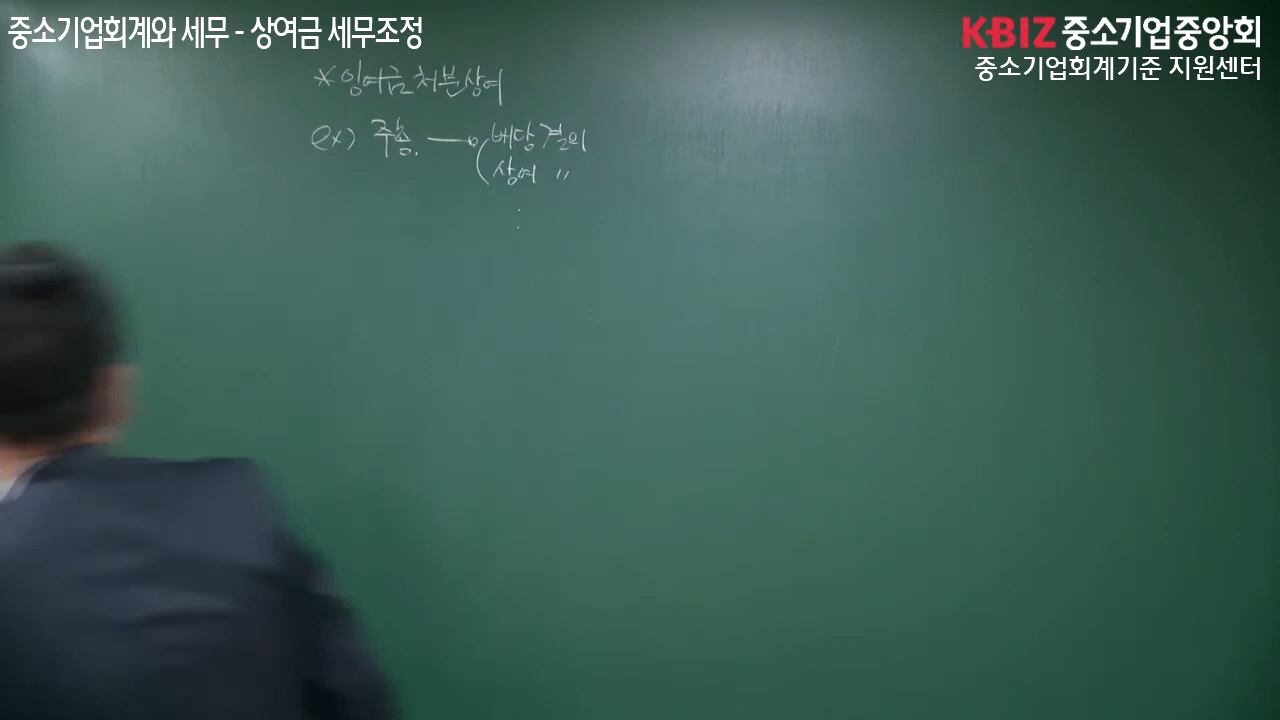 중소기업회계와 세무 - 상여금 세무조정
K-BIZ 중소기업중앙회
중소기업회계기준 지원센터
* 잉여금처분상여
ex) 주총. → 배당결의
상여 〃
⋮